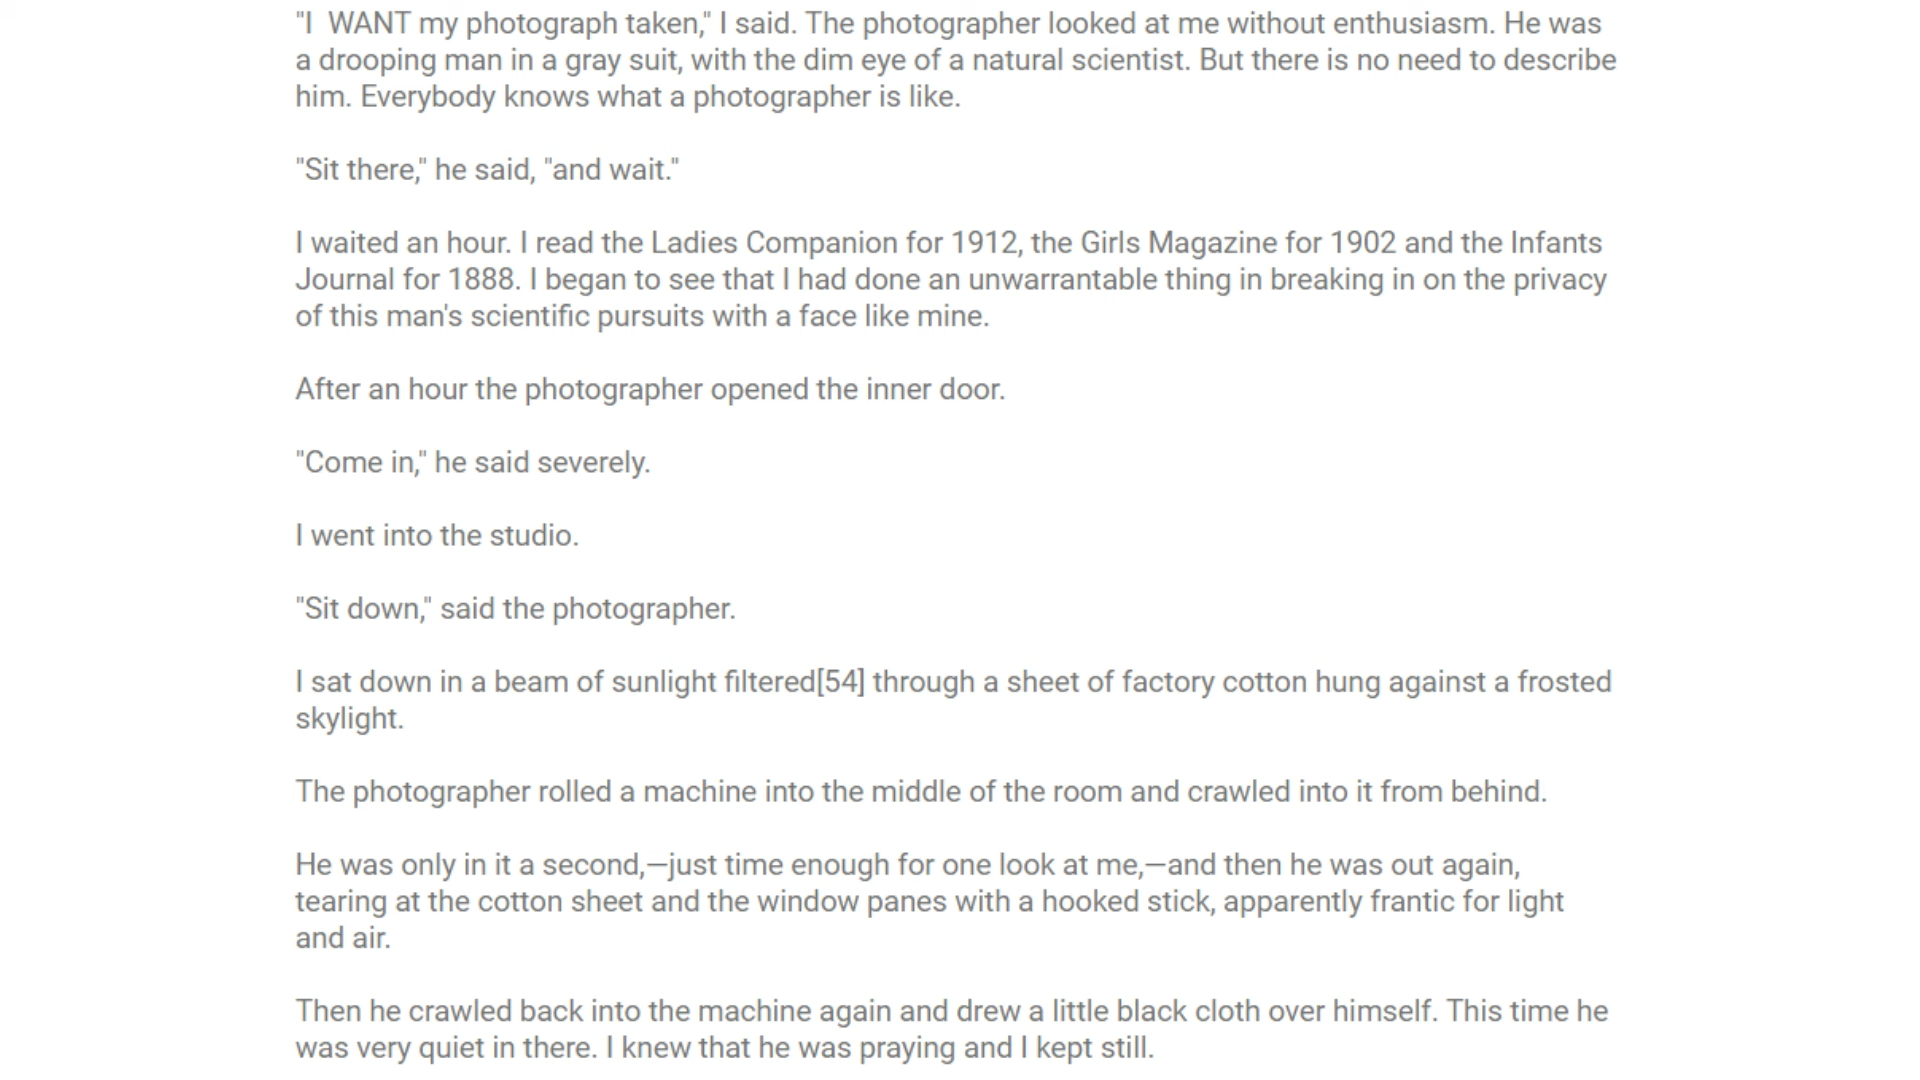 "I  WANT my photograph taken," I said. The photographer looked at me without enthusiasm. He was
a drooping man in a gray suit, with the dim eye of a natural scientist. But there is no need to describe
him. Everybody knows what a photographer is like.
"Sit there," he said, "and wait."
I waited an hour. I read the Ladies Companion for 1912, the Girls Magazine for 1902 and the Infants
Journal for 1888. I began to see that I had done an unwarrantable thing in breaking in on the privacy
of this man's scientific pursuits with a face like mine.
After an hour the photographer opened the inner door.
"Come in," he said severely.
I went into the studio.
"Sit down," said the photographer.
I sat down in a beam of sunlight filtered[54] through a sheet of factory cotton hung against a frosted
skylight.
The photographer rolled a machine into the middle of the room and crawled into it from behind.
He was only in it a second,—just time enough for one look at me,—and then he was out again,
tearing at the cotton sheet and the window panes with a hooked stick, apparently frantic for light
and air.
Then he crawled back into the machine again and drew a little black cloth over himself. This time he
was very quiet in there. I knew that he was praying and I kept still.